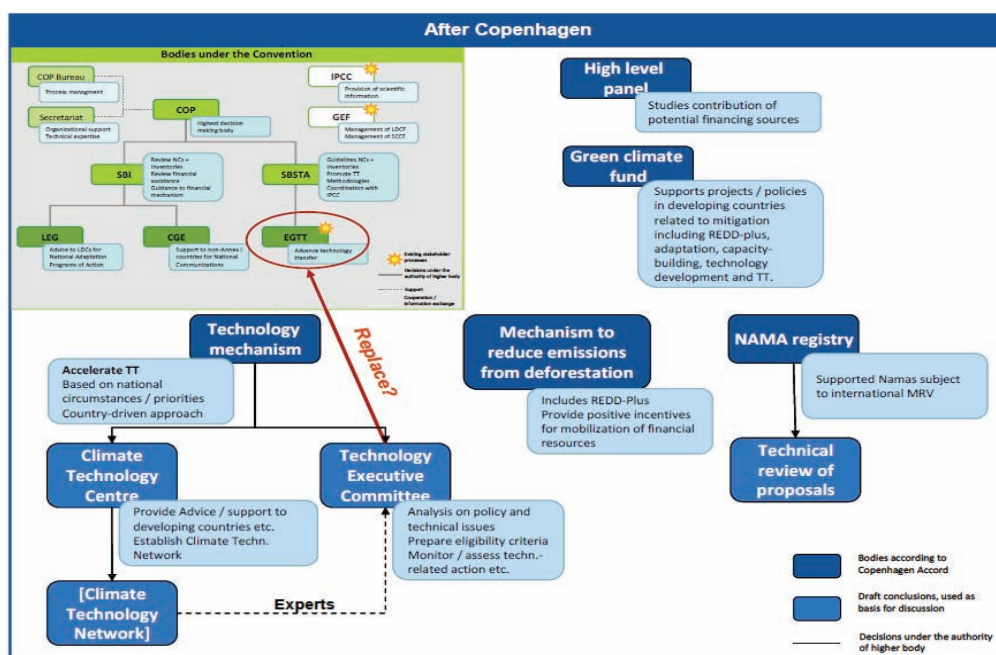 After Copenhagen
Bodies under the Convention
COP Bureau
Process managment
Secretariat
Organizational support
Technical expertise
COP
Highest decision
making body
IPCC
Provision of scientific
information
GEF
Management of LDCF
Management of SCCF
SBI
Review NCs +
Inventories
Review financial
assistance
Guidance to financial
mechanism
SBSTA
Guidelines NCs +
Inventories
Promote TT
Methodologies
Coordination with
IPCC
LEG
Advice to LDCs for
National Adaptation
Programs of Action
CGE
Support to non-Annex I
countries for National
Communications
EGTT
Advance technology
transfer
Existing stakeholder
processes
Decisions under the
authority of higher body
Support
Cooperation /
information exchange
High level
panel
Studies contribution of
potential financing sources
Green climate
fund
Supports projects / policies
in developing countries
related to mitigation
including REDD-plus,
adaptation, capacity-
building, technology
development and TT.
Technology
mechanism
Accelerate TT
Based on national
circumstances / priorities
Country-driven approach
Replace?
Mechanism to
reduce emissions
from deforestation
Includes REDD-Plus
Provide positive incentives
for mobilization of financial
resources
NAMA registry
Supported Namas subject
to international MRV
Climate
Technology
Centre
Provide Advice / support to
developing countries etc.
Establish Climate Techn.
Network
Technology
Executive
Committee
Analysis on policy and
technical issues
Prepare eligibility criteria
Monitor / assess techn.-
related action etc.
Technical
review of
proposals
[Climate
Technology
Network]
Experts
Bodies according to
Copenhagen Accord
Draft conclusions, used as
basis for discussion
Decisions under the authority
of higher body